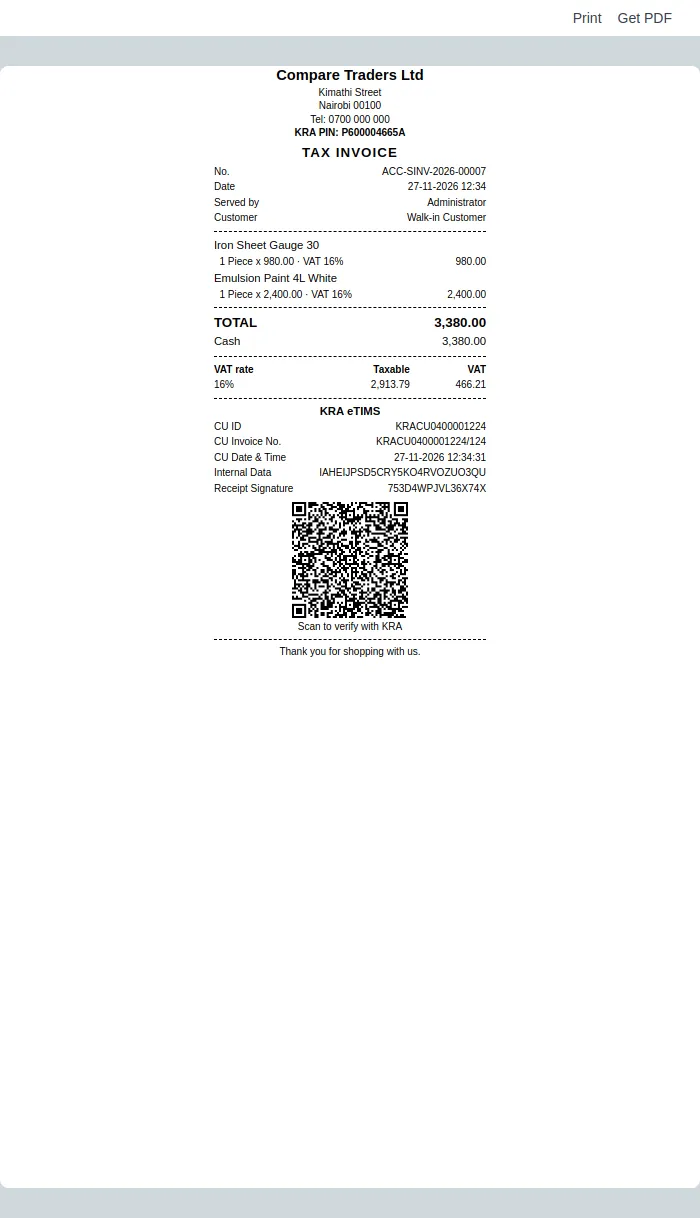 Print Get PDF
Compare Traders Ltd
Kimathi Street
Nairobi 00100
Tel: 0700 000 000
KRA PIN: P600004665A
TAX INVOICE
No. ACC-SINV-2026-00007
Date 27-11-2026 12:34
Served by Administrator
Customer Walk-in Customer
Iron Sheet Gauge 30
1 Piece x 980.00 · VAT 16% 980.00
Emulsion Paint 4L White
1 Piece x 2,400.00 · VAT 16% 2,400.00
TOTAL 3,380.00
Cash 3,380.00
VAT rate Taxable VAT
16% 2,913.79 466.21
KRA eTIMS
CU ID KRACU0400001224
CU Invoice No. KRACU0400001224/124
CU Date & Time 27-11-2026 12:34:31
Internal Data IAHEIJPSD5CRY5KO4RVOZUO3QU
Receipt Signature 753D4WPJVL36X74X
Scan to verify with KRA
Thank you for shopping with us.